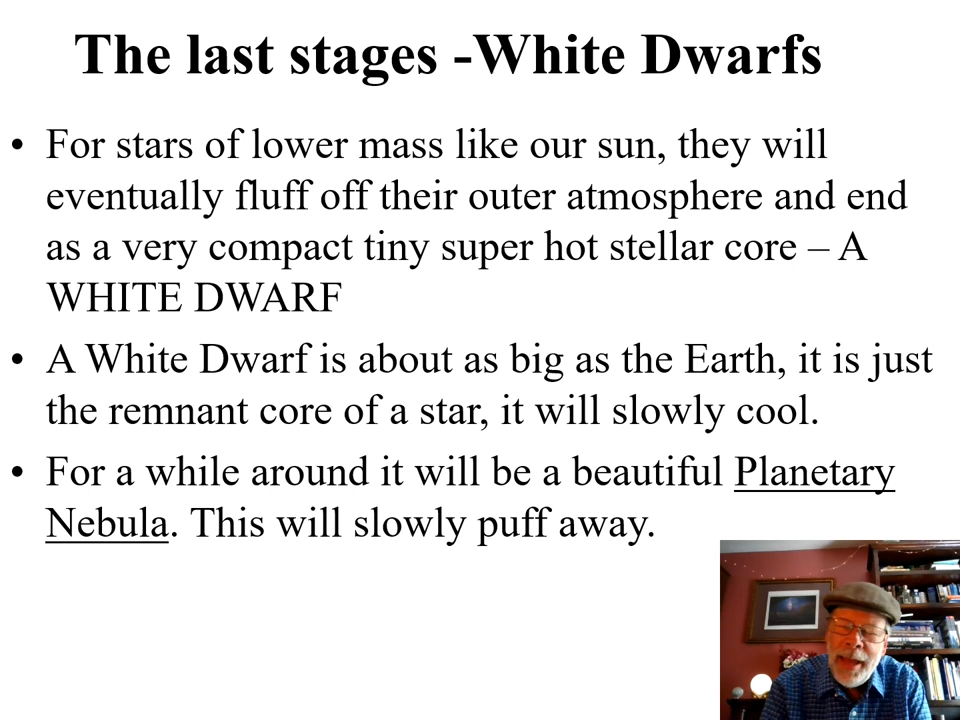 The last stages -White Dwarfs
• For stars of lower mass like our sun, they will
eventually fluff off their outer atmosphere and end
as a very compact tiny super hot stellar core – A
WHITE DWARF
• A White Dwarf is about as big as the Earth, it is just
the remnant core of a star, it will slowly cool.
• For a while around it will be a beautiful Planetary
Nebula. This will slowly puff away.